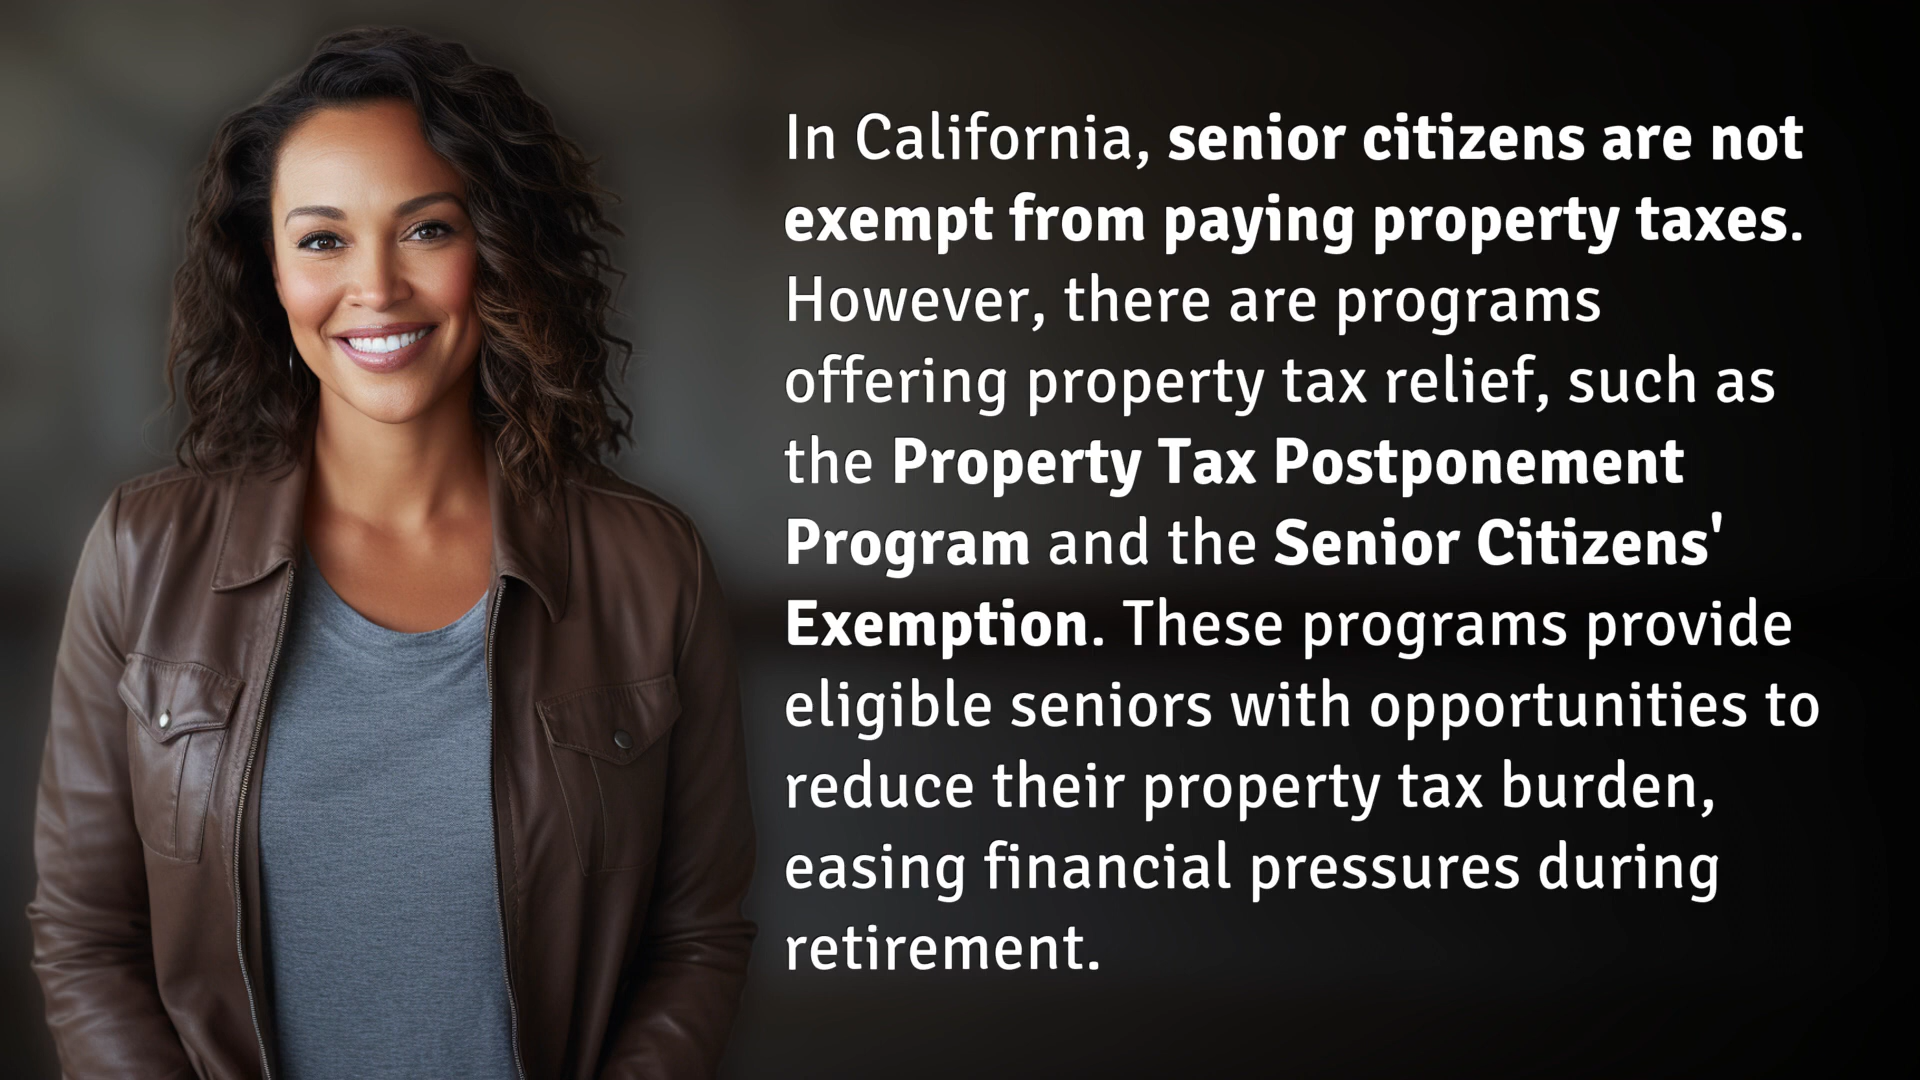 In California, senior citizens are not
exempt from paying property taxes.
However, there are programs
offering property tax relief, such as
the Property Tax Postponement
Program and the Senior Citizens'
Exemption. These programs provide
eligible seniors with opportunities to
reduce their property tax burden,
easing financial pressures during
retirement.